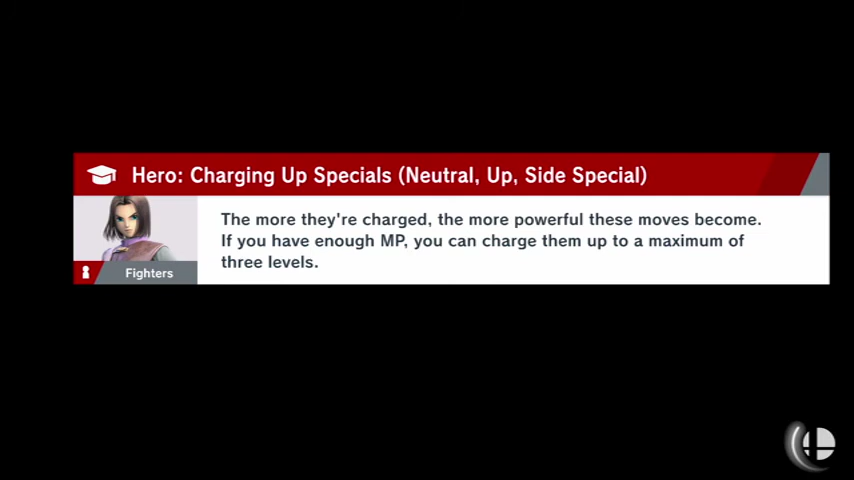 Hero: Charging Up Specials (Neutral, Up, Side Special)
The more they're charged, the more powerful these moves become.
If you have enough MP, you can charge them up to a maximum of
three levels.
Fighters